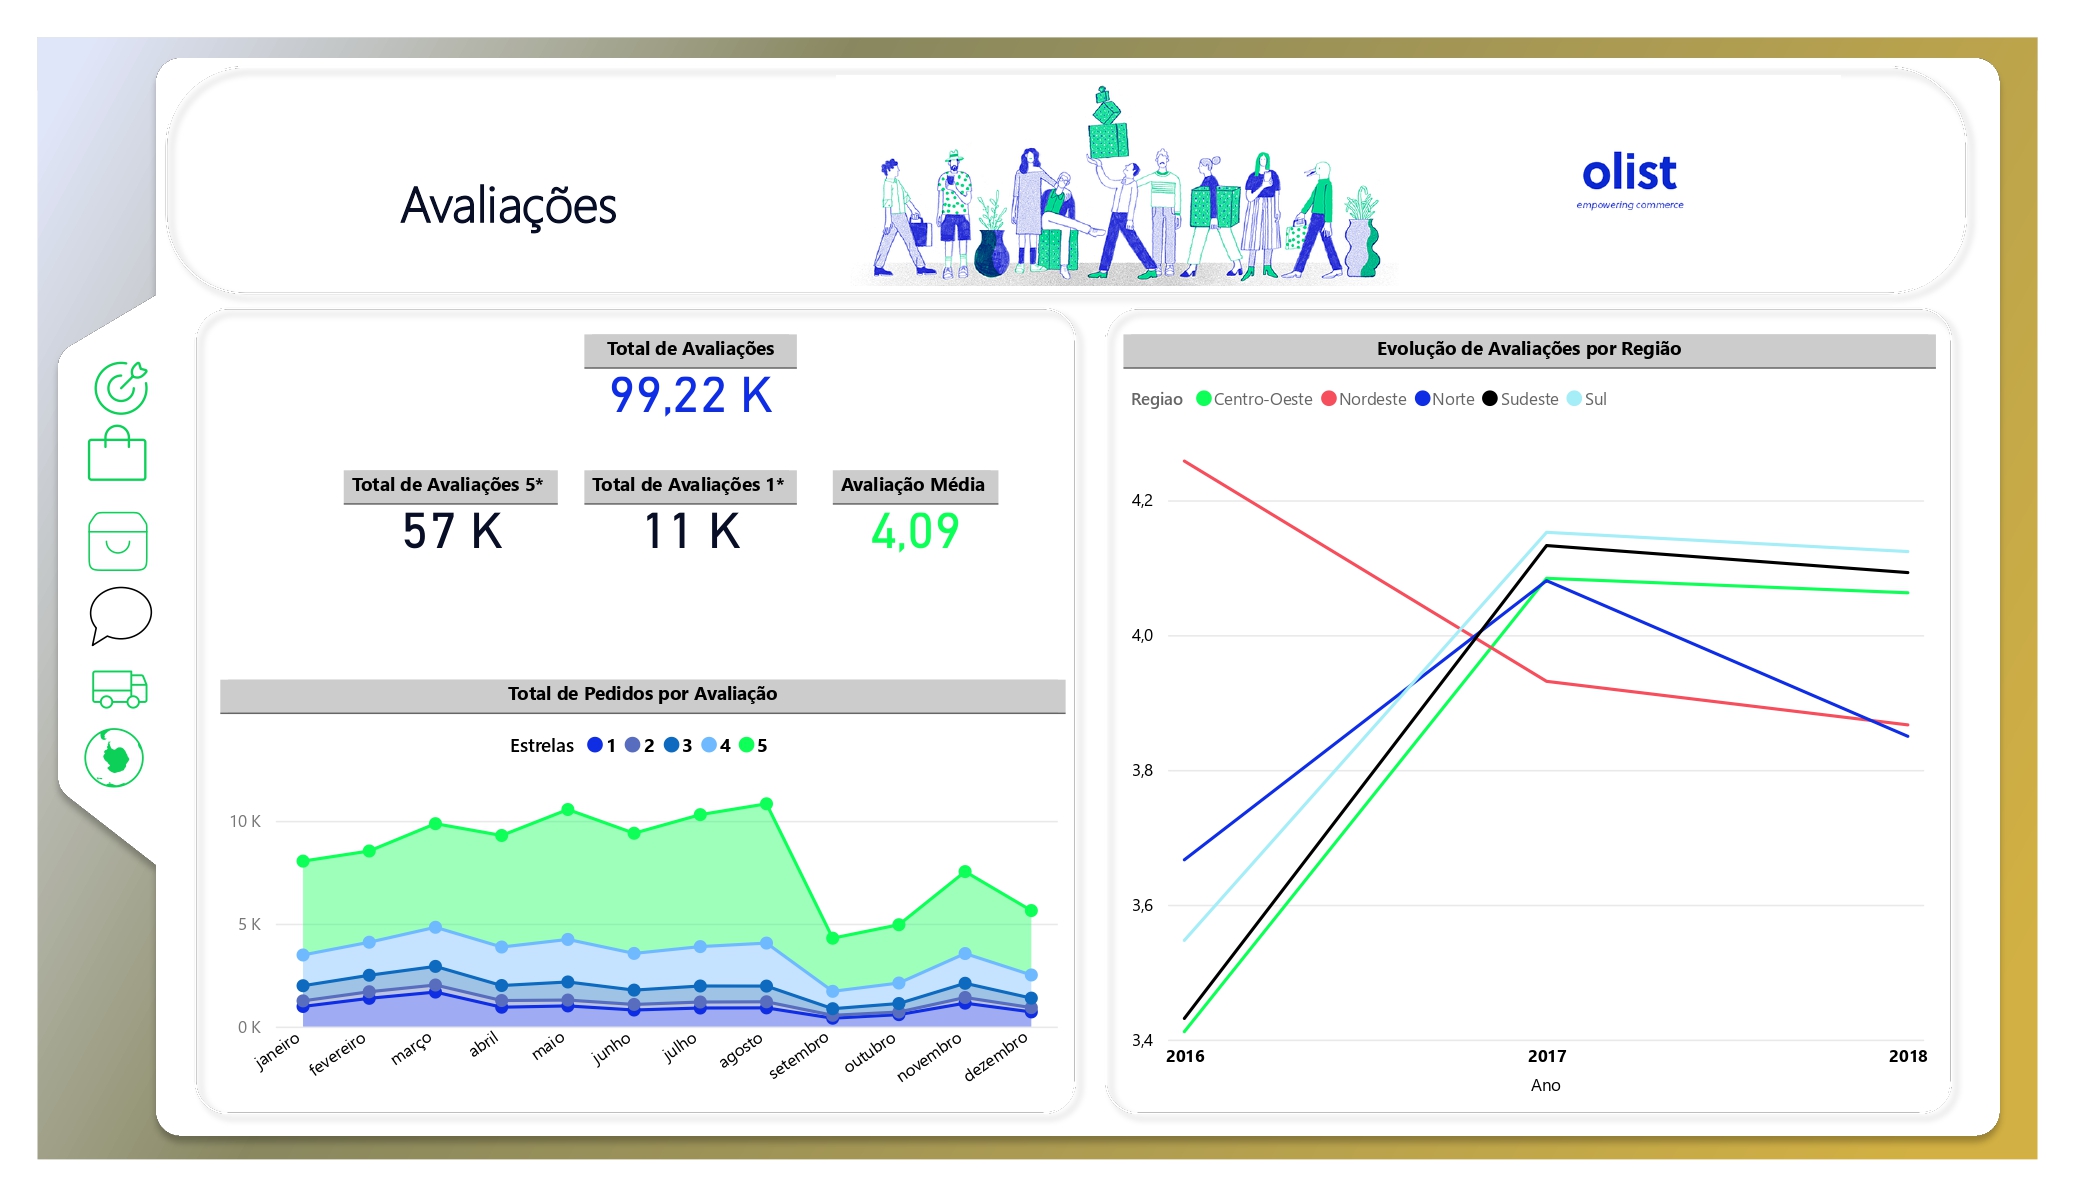 Avaliações
olist
empowering commerce
Total de Avaliações
99,22 K
Total de Avaliações 5*
57 K
Total de Avaliações 1*
11 K
Avaliação Média
4,09
Total de Pedidos por Avaliação
Estrelas 1 2 3 4 5
10 K
5 K
0 K
janeiro fevereiro março abril maio junho julho agosto setembro outubro novembro dezembro
Evolução de Avaliações por Região
Regiao Centro-Oeste Nordeste Norte Sudeste Sul
4,2
4,0
3,8
3,6
3,4
2016 2017 2018
Ano